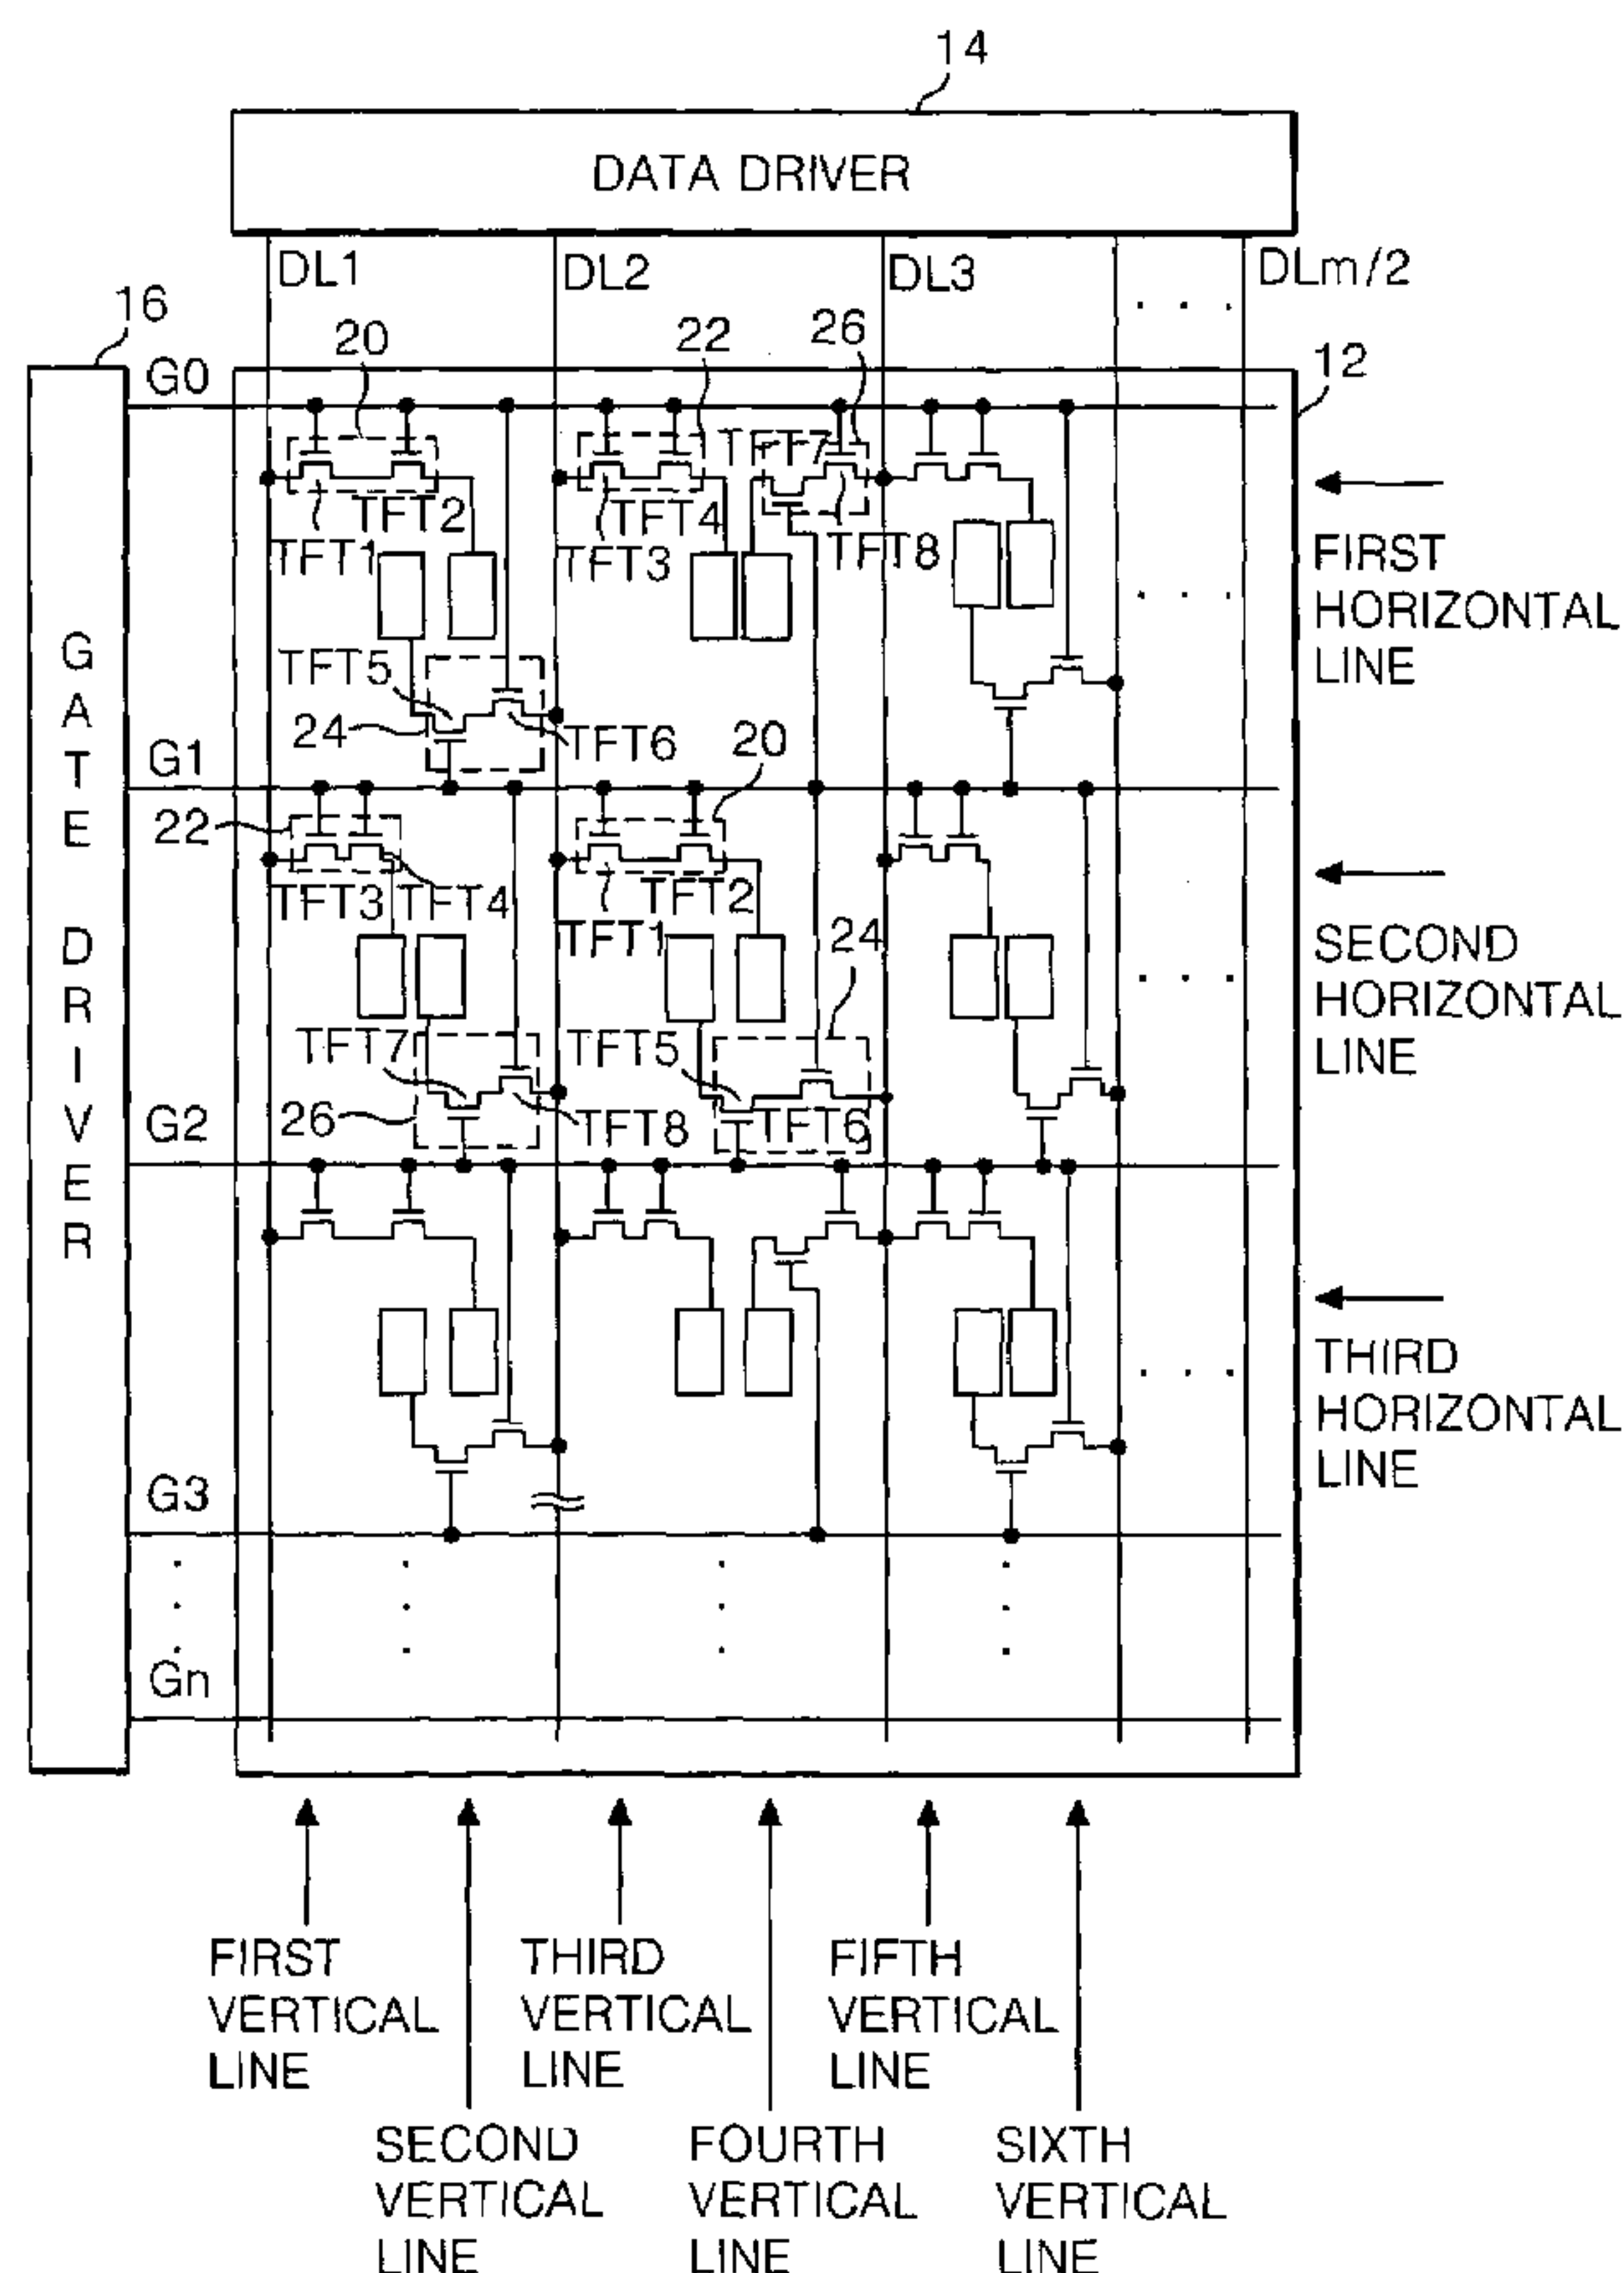 14
DATA DRIVER
DL1 DL2 DL3 DLm/2
16
20 22 26
12
G0
TFT7
TFT2 TFT4
TFT1 TFT3 TFT8
FIRST
HORIZONTAL
LINE
GATE DRIVER
TFT5
24 TFT6 20
G1
22
TFT3 TFT4 TFT2
TFT1 24
SECOND
HORIZONTAL
LINE
TFT7 TFT5
G2 26 TFT8 TFT6
THIRD
HORIZONTAL
LINE
G3
Gn
FIRST
VERTICAL
LINE
SECOND
VERTICAL
LINE
THIRD
VERTICAL
LINE
FOURTH
VERTICAL
LINE
FIFTH
VERTICAL
LINE
SIXTH
VERTICAL
LINE